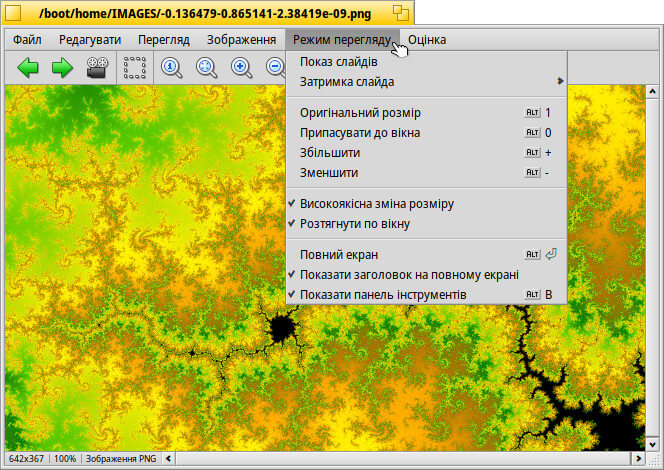 /boot/home/IMAGES/-0.136479-0.865141-2.38419e-09.png
Файл Редагувати Перегляд Зображення Режим перегляду Оцінка
1
Показ слайдів
Затримка слайда
Оригінальний розмір ALT 1
Припасувати до вікна ALT 0
Збільшити ALT +
Зменшити ALT -
Високоякісна зміна розміру
Розтягнути по вікну
Повний екран ALT
Показати заголовок на повному екрані
Показати панель інструментів ALT B
642x367 100% Зображення PNG